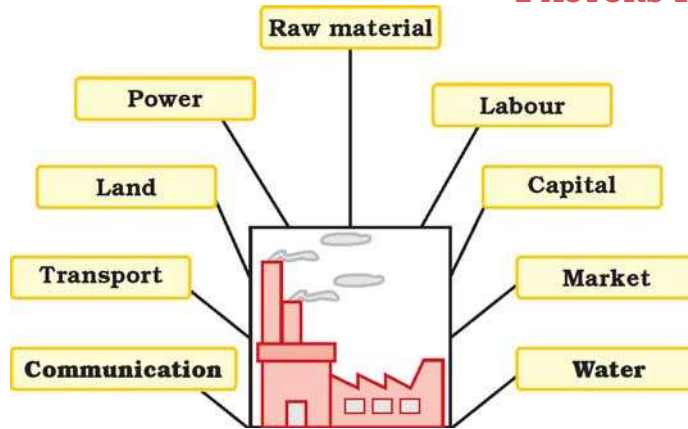 Raw material
Power
Labour
Land
Capital
Transport
Market
Communication
Water